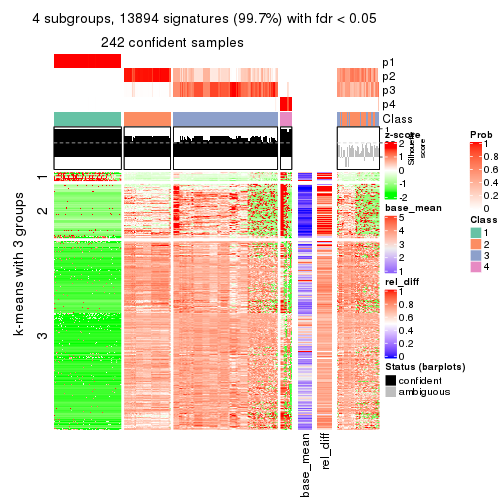 4 subgroups, 13894 signatures (99.7%) with fdr < 0.05
242 confident samples
p1
p2
p3
p4
Class
z-score
2
1
0
-1
-2
Silhouette
score
1
0
Prob
1
0.8
0.6
0.4
0.2
0
Class
1
2
3
4
base_mean
5
4
3
2
1
rel_diff
1
0.8
0.6
0.4
0.2
0
Status (barplots)
confident
ambiguous
k-means with 3 groups
1
2
3
base_mean
rel_diff